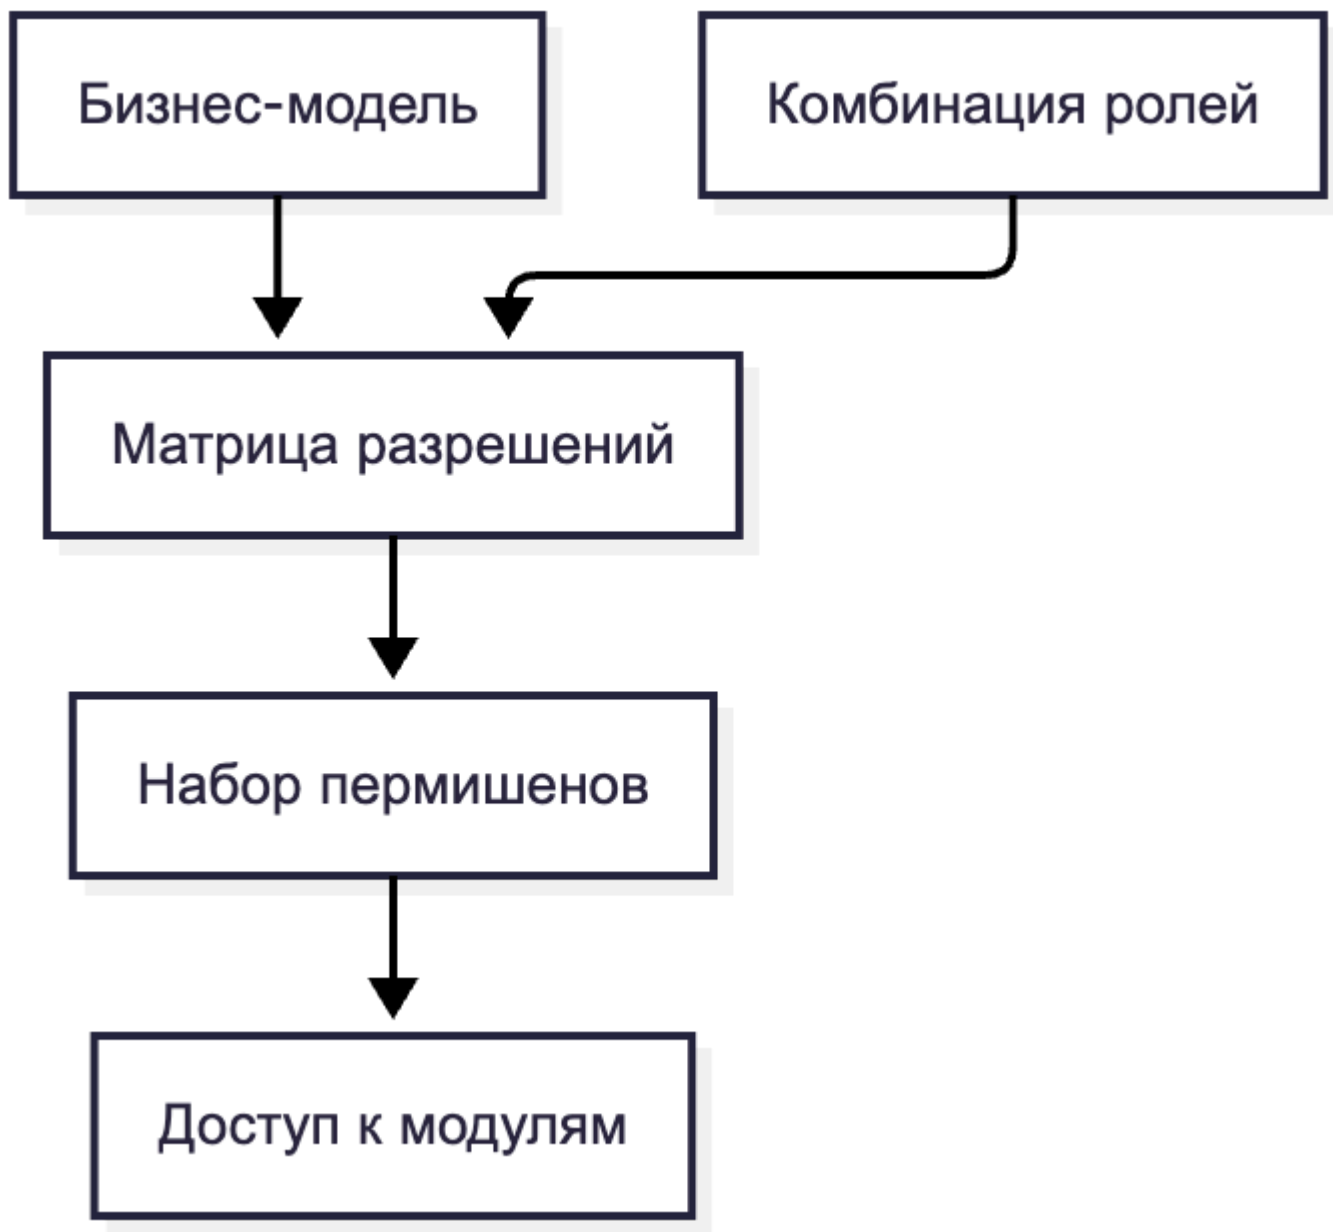 Бизнес-модель
Комбинация ролей
Матрица разрешений
Набор пермишенов
Доступ к модулям